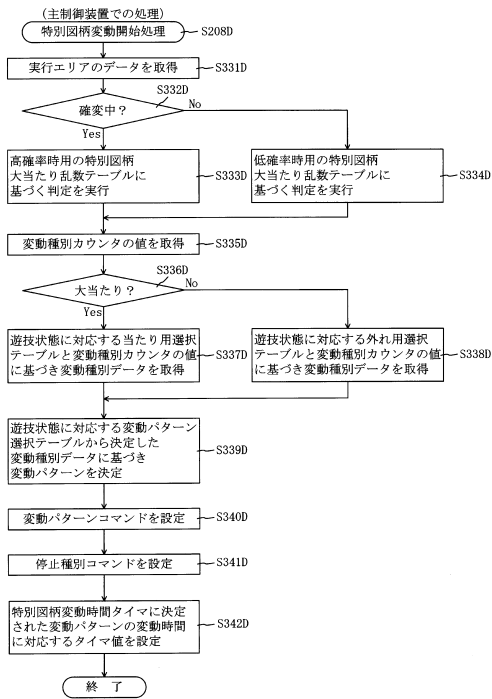 (主制御装置での処理)
特別図柄変動開始処理
S208D
実行エリアのデータを取得
S331D
確変中?
S332D
No
Yes
高確率時用の特別図柄
大当たり乱数テーブルに
基づく判定を実行
S333D
低確率時用の特別図柄
大当たり乱数テーブルに
基づく判定を実行
S334D
変動種別カウンタの値を取得
S335D
大当たり?
S336D
No
Yes
遊技状態に対応する当たり用選択
テーブルと変動種別カウンタの値
に基づき変動種別データを取得
S337D
遊技状態に対応する外れ用選択
テーブルと変動種別カウンタの値
に基づき変動種別データを取得
S338D
遊技状態に対応する変動パターン
選択テーブルから決定した
変動種別データに基づき
変動パターンを決定
S339D
変動パターンコマンドを設定
S340D
停止種別コマンドを設定
S341D
特別図柄変動時間タイマに決定
された変動パターンの変動時間
に対応するタイマ値を設定
S342D
終 了